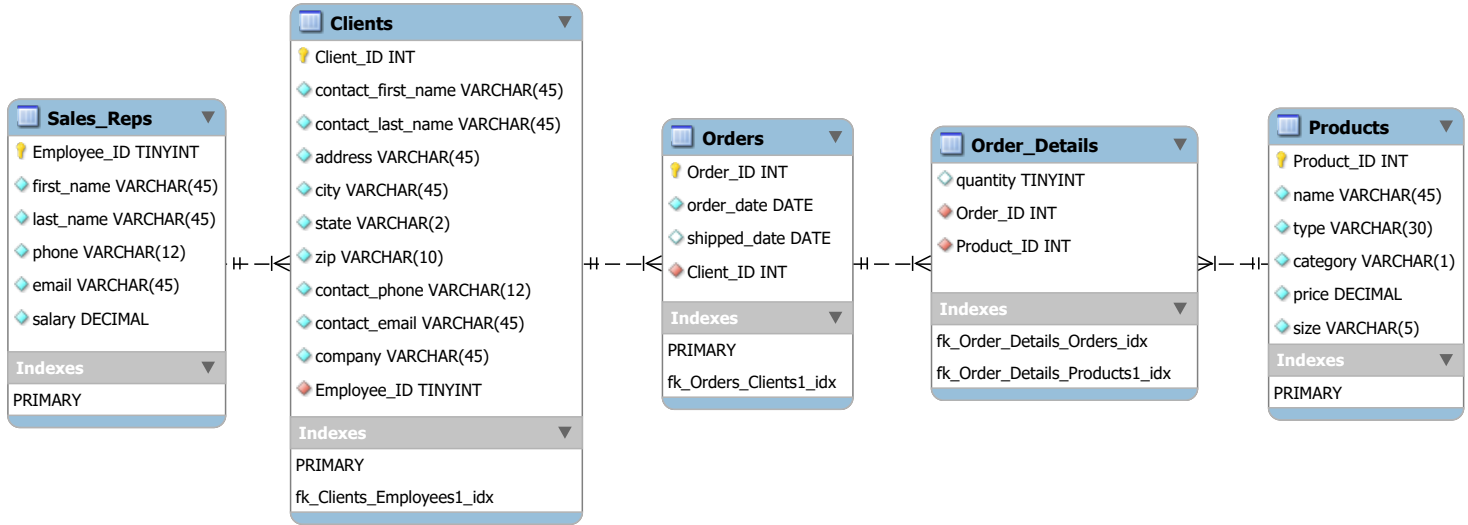 Sales_Reps
Employee_ID TINYINT
first_name VARCHAR(45)
last_name VARCHAR(45)
phone VARCHAR(12)
email VARCHAR(45)
salary DECIMAL
Indexes
PRIMARY
Clients
Client_ID INT
contact_first_name VARCHAR(45)
contact_last_name VARCHAR(45)
address VARCHAR(45)
city VARCHAR(45)
state VARCHAR(2)
zip VARCHAR(10)
contact_phone VARCHAR(12)
contact_email VARCHAR(45)
company VARCHAR(45)
Employee_ID TINYINT
Indexes
PRIMARY
fk_Clients_Employees1_idx
Orders
Order_ID INT
order_date DATE
shipped_date DATE
Client_ID INT
Indexes
PRIMARY
fk_Orders_Clients1_idx
Order_Details
quantity TINYINT
Order_ID INT
Product_ID INT
Indexes
fk_Order_Details_Orders_idx
fk_Order_Details_Products1_idx
Products
Product_ID INT
name VARCHAR(45)
type VARCHAR(30)
category VARCHAR(1)
price DECIMAL
size VARCHAR(5)
Indexes
PRIMARY